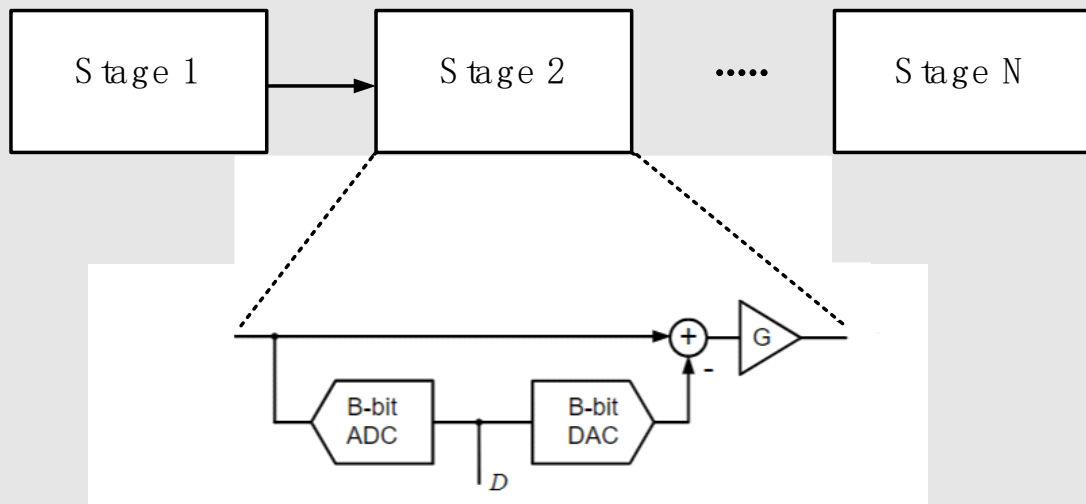 Stage 1
Stage 2
.....
Stage N
+
-
G
B-bit
ADC
B-bit
DAC
D